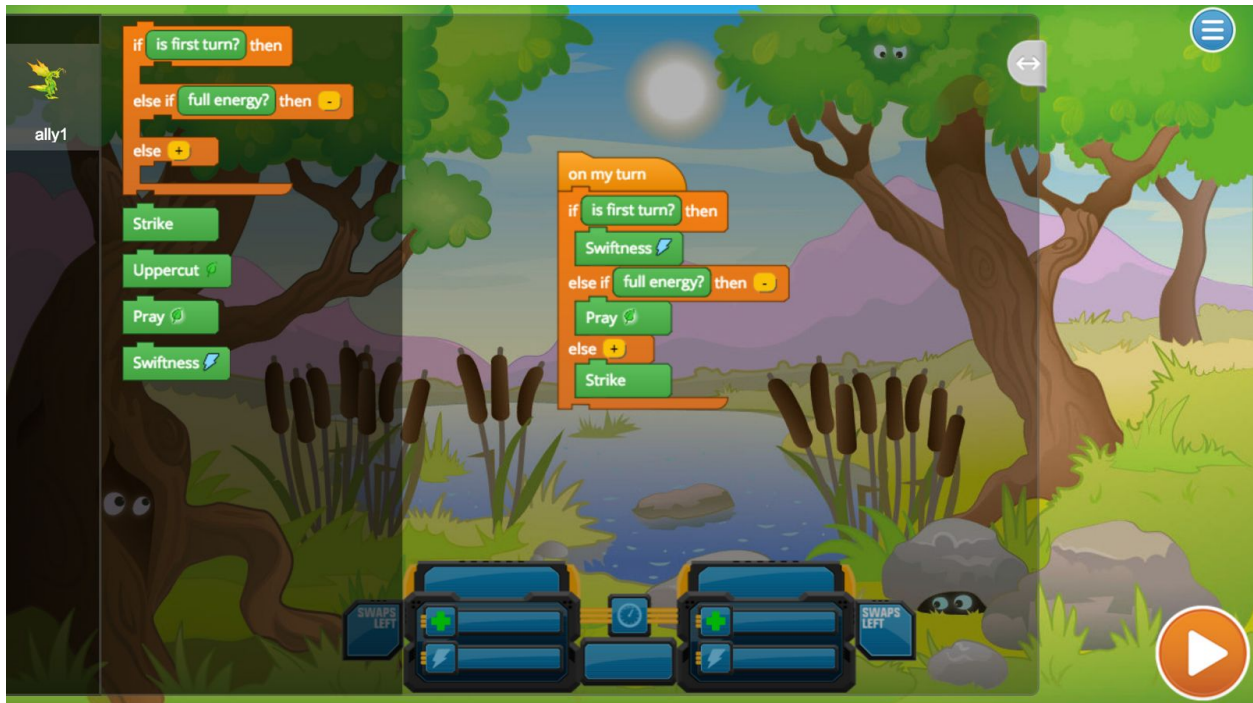 ally1
if is first turn? then
else if full energy? then -
else +
Strike
Uppercut
Pray
Swiftness
on my turn
if is first turn? then
Swiftness
else if full energy? then -
Pray
else +
Strike
SWAPS
LEFT
SWAPS
LEFT